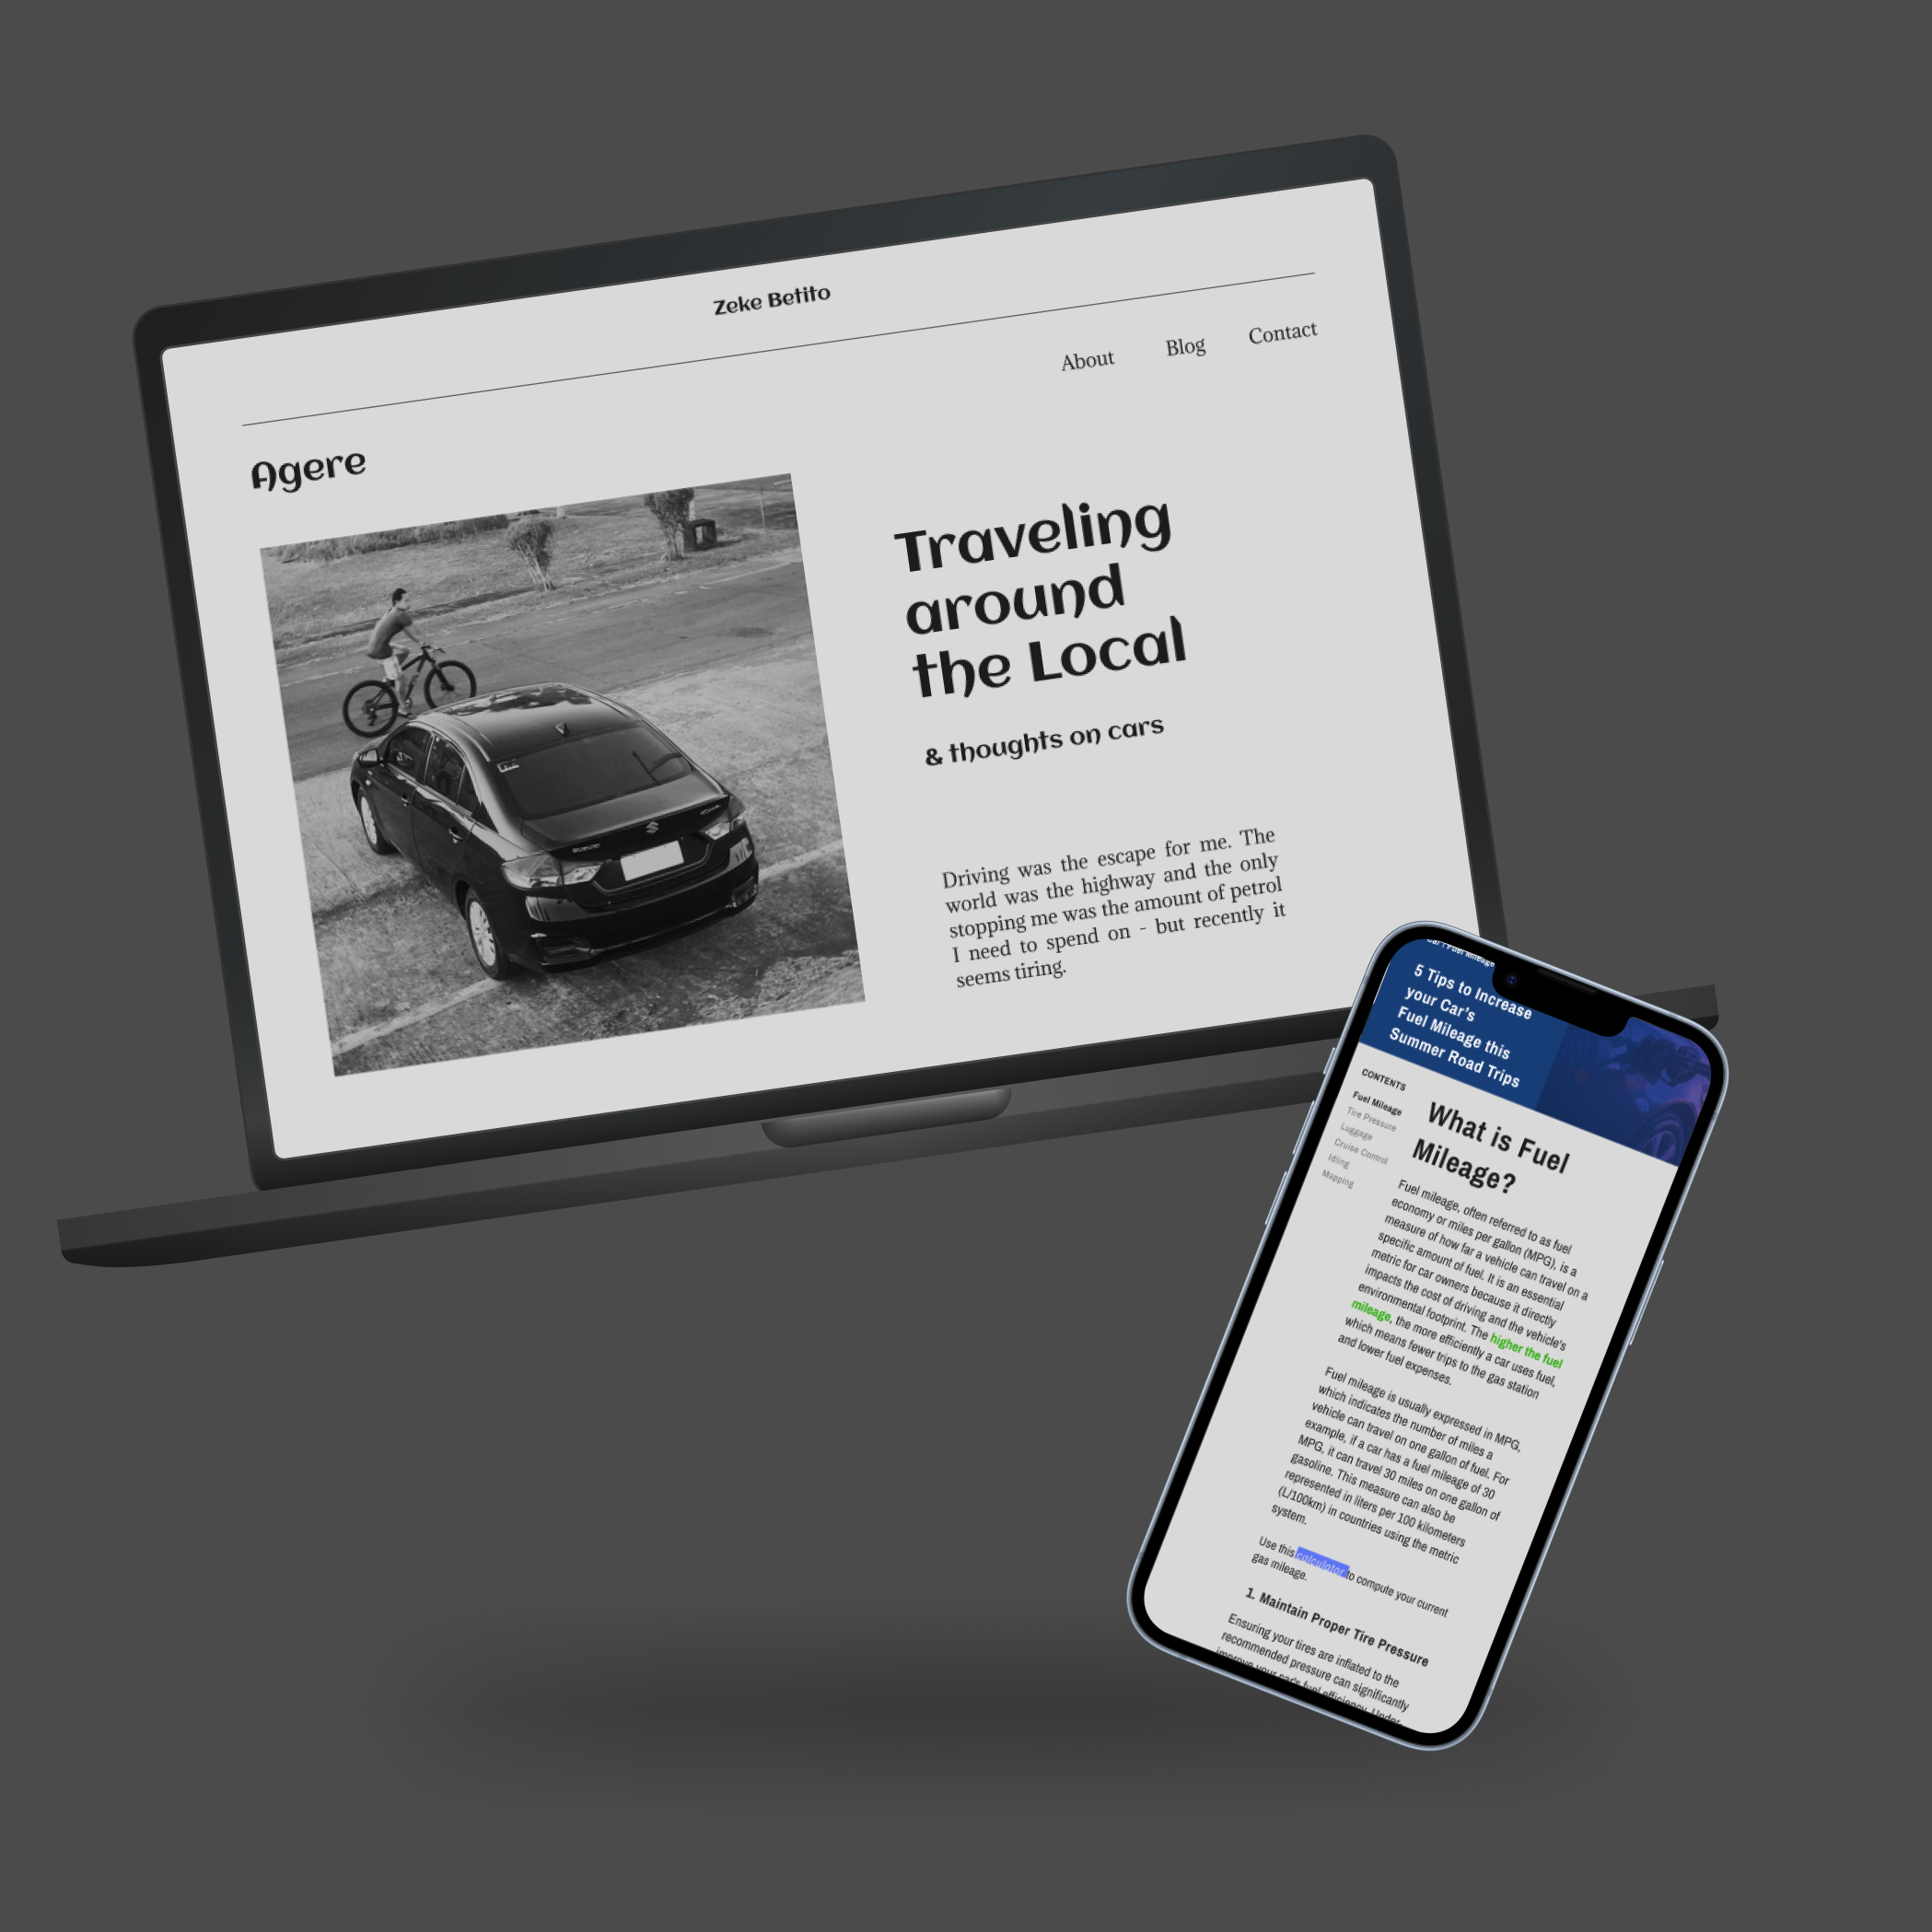 Zeke Betito
About Blog Contact
Agere
Traveling
around
the Local
& thoughts on cars
Driving was the escape for me. The
world was the highway and the only
stopping me was the amount of petrol
I need to spend on - but recently it
seems tiring.
SUZUKI
Car / Fuel Mileage
5 Tips to Increase
your Car's
Fuel Mileage this
Summer Road Trips
CONTENTS
Fuel Mileage
Tire Pressure
Luggage
Cruise Control
Idling
Mapping
What is Fuel
Mileage?
Fuel mileage, often referred to as fuel
economy or miles per gallon (MPG), is a
measure of how far a vehicle can travel on a
specific amount of fuel. It is an essential
metric for car owners because it directly
impacts the cost of driving and the vehicle's
environmental footprint. The higher the fuel
mileage, the more efficiently a car uses fuel,
which means fewer trips to the gas station
and lower fuel expenses.
Fuel mileage is usually expressed in MPG,
which indicates the number of miles a
vehicle can travel on one gallon of fuel. For
example, if a car has a fuel mileage of 30
MPG, it can travel 30 miles on one gallon of
gasoline. This measure can also be
represented in liters per 100 kilometers
(L/100km) in countries using the metric
system.
Use this calculator to compute your current
gas mileage.
1. Maintain Proper Tire Pressure
Ensuring your tires are inflated to the
recommended pressure can significantly
improve your car's fuel efficiency. Under